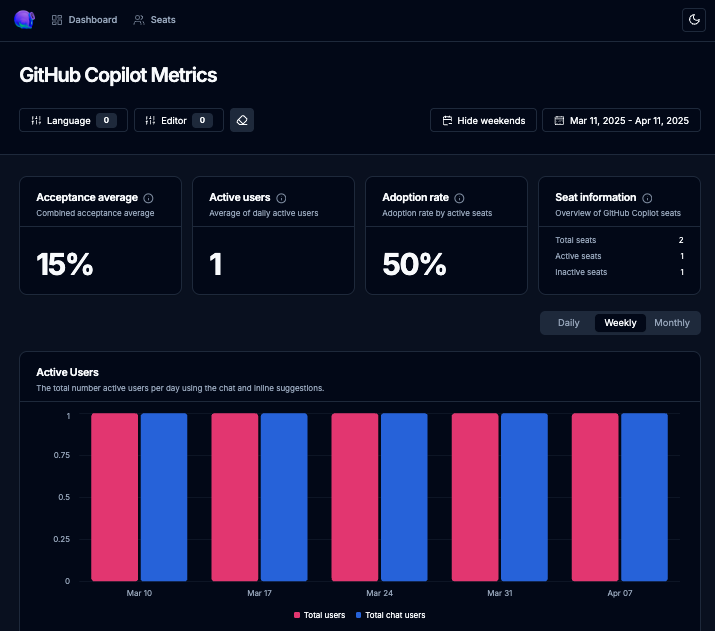 Dashboard Seats
GitHub Copilot Metrics
Language 0 Editor 0 Hide weekends Mar 11, 2025 - Apr 11, 2025
Acceptance average
Combined acceptance average
15%
Active users
Average of daily active users
1
Adoption rate
Adoption rate by active seats
50%
Seat information
Overview of GitHub Copilot seats
Total seats 2
Active seats 1
Inactive seats 1
Daily Weekly Monthly
Active Users
The total number active users per day using the chat and inline suggestions.
1
0.75
0.5
0.25
0
Mar 10 Mar 17 Mar 24 Mar 31 Apr 07
Total users Total chat users